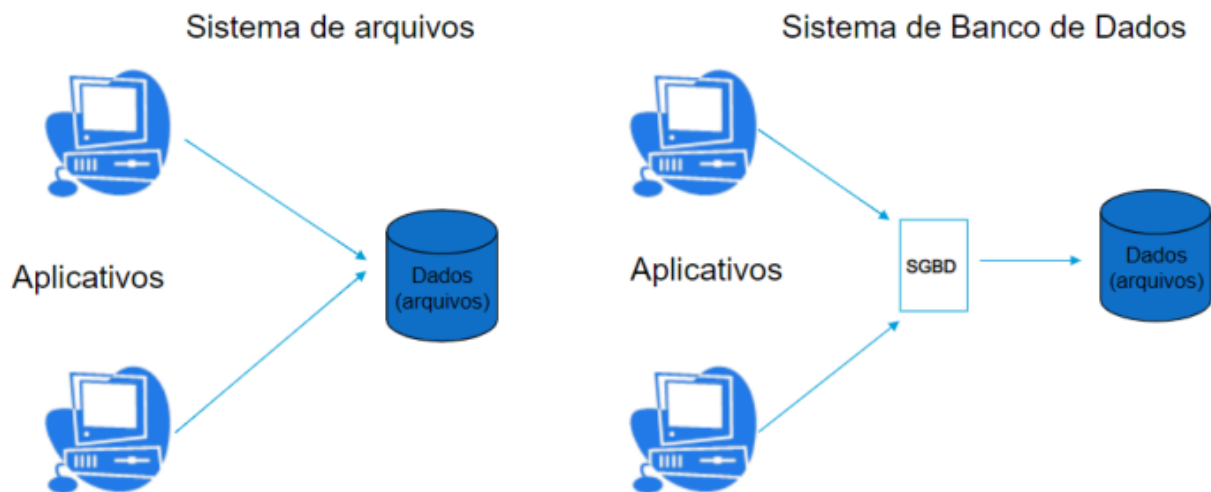 Sistema de arquivos
Aplicativos
Dados
(arquivos)
Sistema de Banco de Dados
Aplicativos
SGBD
Dados
(arquivos)